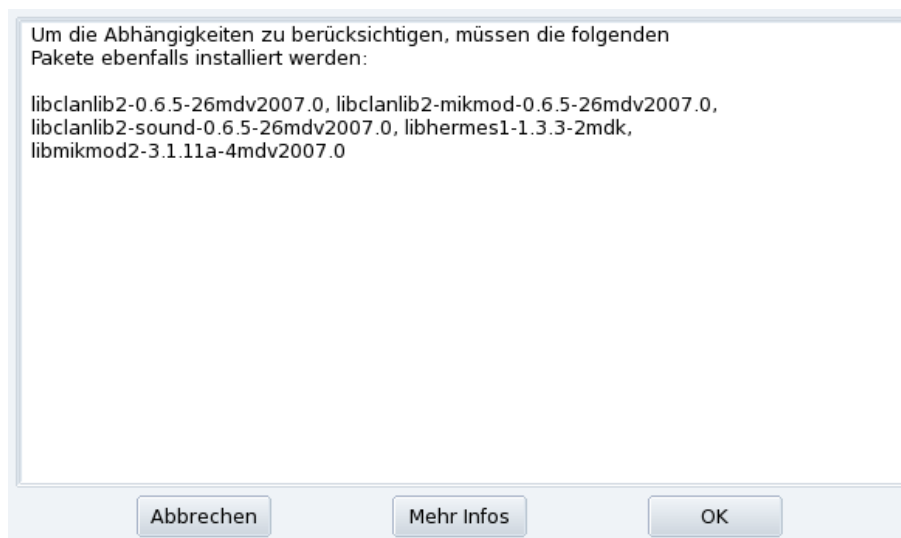 Um die Abhängigkeiten zu berücksichtigen, müssen die folgenden
Pakete ebenfalls installiert werden:
libclanlib2-0.6.5-26mdv2007.0, libclanlib2-mikmod-0.6.5-26mdv2007.0,
libclanlib2-sound-0.6.5-26mdv2007.0, libhermes1-1.3.3-2mdk,
libmikmod2-3.1.11a-4mdv2007.0
Abbrechen
Mehr Infos
OK